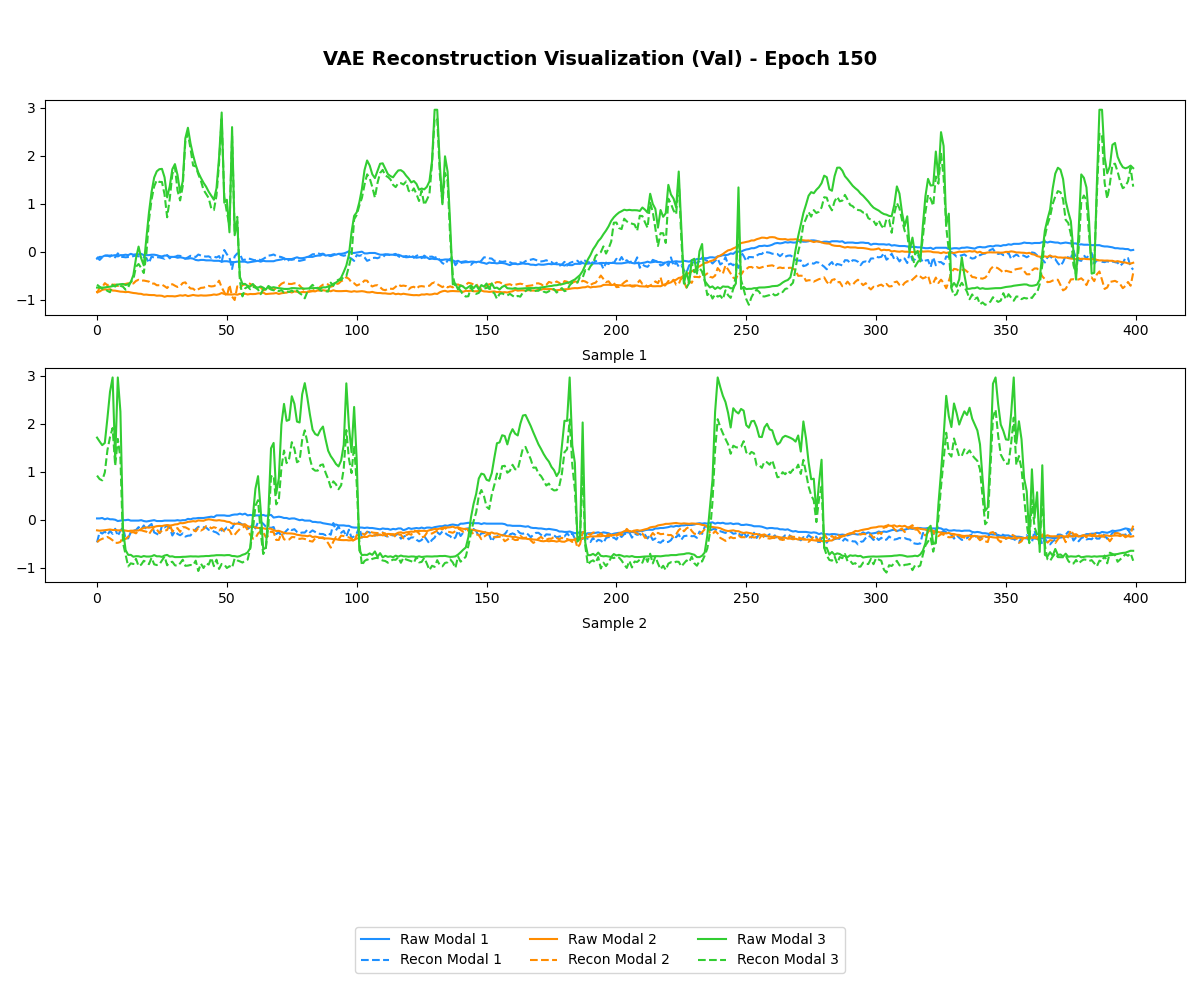 VAE Reconstruction Visualization (Val) - Epoch 150
3
2
1
0
−1
0 50 100 150 200 250 300 350 400
Sample 1
3
2
1
0
−1
0 50 100 150 200 250 300 350 400
Sample 2
Raw Modal 1 Raw Modal 2 Raw Modal 3
Recon Modal 1 Recon Modal 2 Recon Modal 3